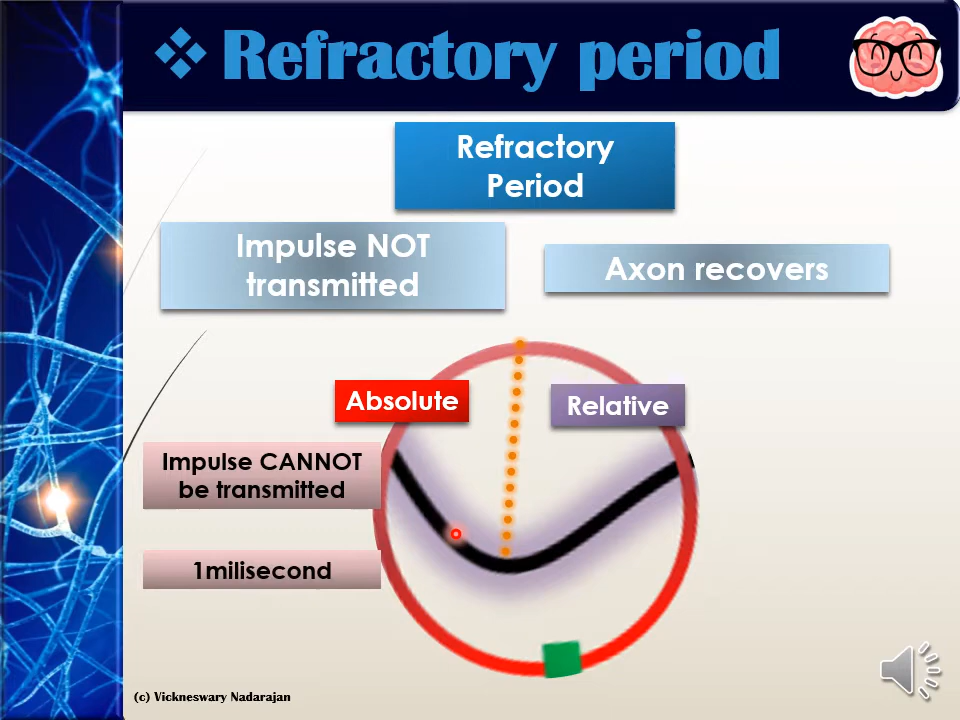 Refractory period
Refractory
Period
Impulse NOT
transmitted
Axon recovers
Absolute
Relative
Impulse CANNOT
be transmitted
1milisecond
(c) Vickneswary Nadarajan